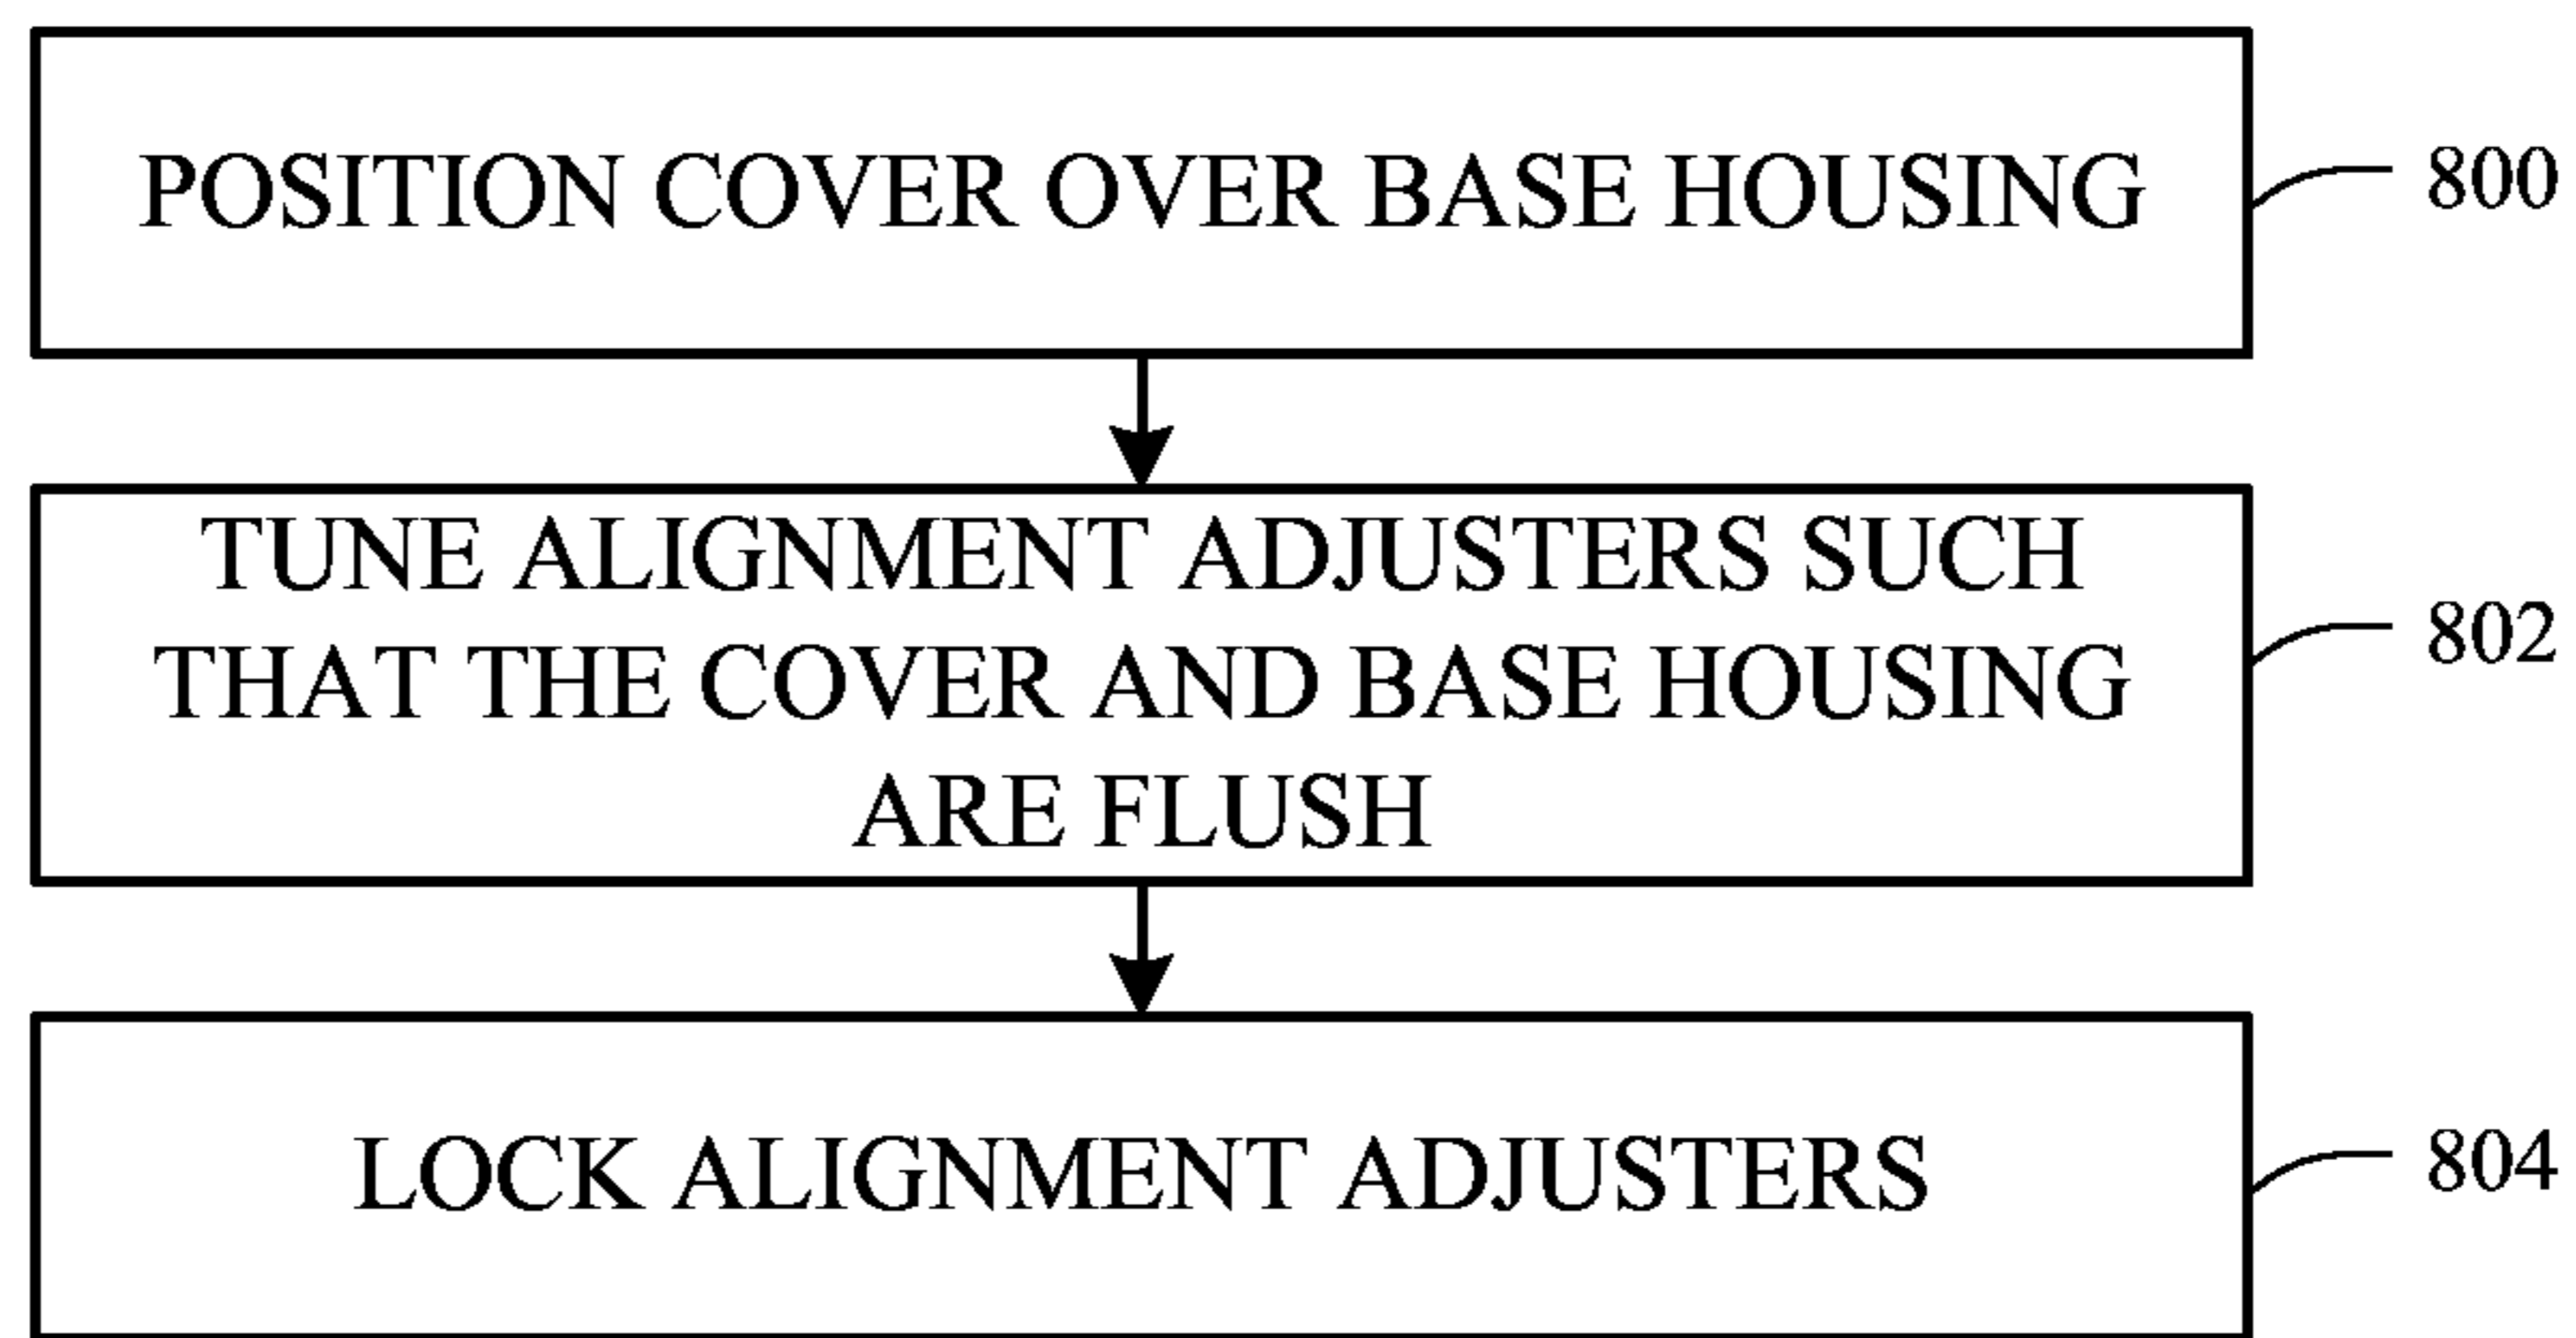 POSITION COVER OVER BASE HOUSING
800
TUNE ALIGNMENT ADJUSTERS SUCH
THAT THE COVER AND BASE HOUSING
ARE FLUSH
802
LOCK ALIGNMENT ADJUSTERS
804